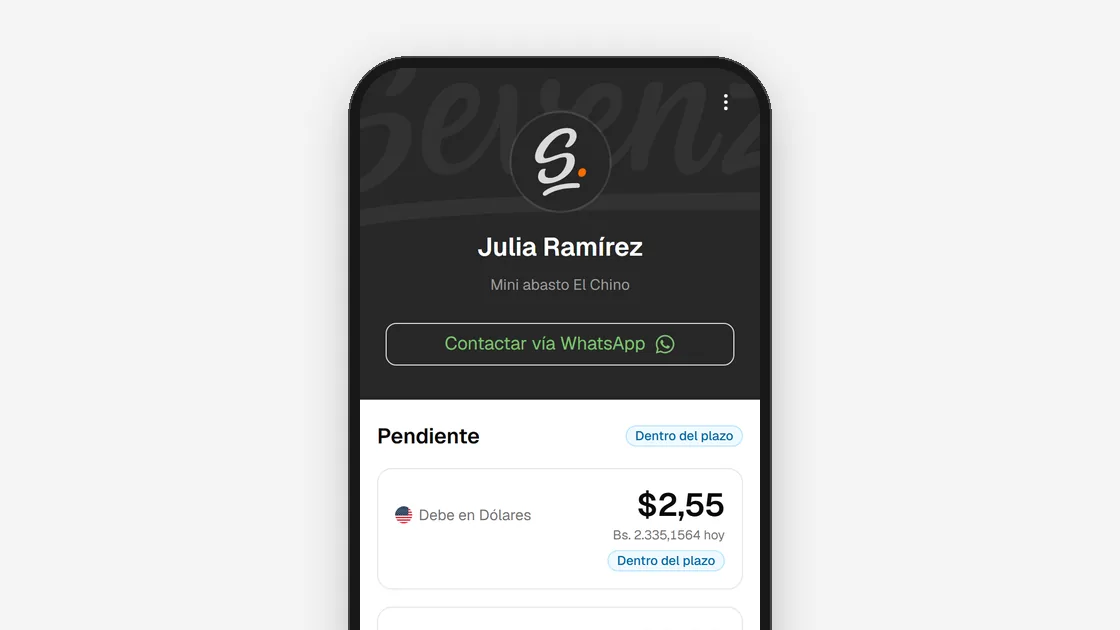 Sevenz
S.
Julia Ramírez
Mini abasto El Chino
Contactar vía WhatsApp
Pendiente
Dentro del plazo
Debe en Dólares
$2,55
Bs. 2.335,1564 hoy
Dentro del plazo